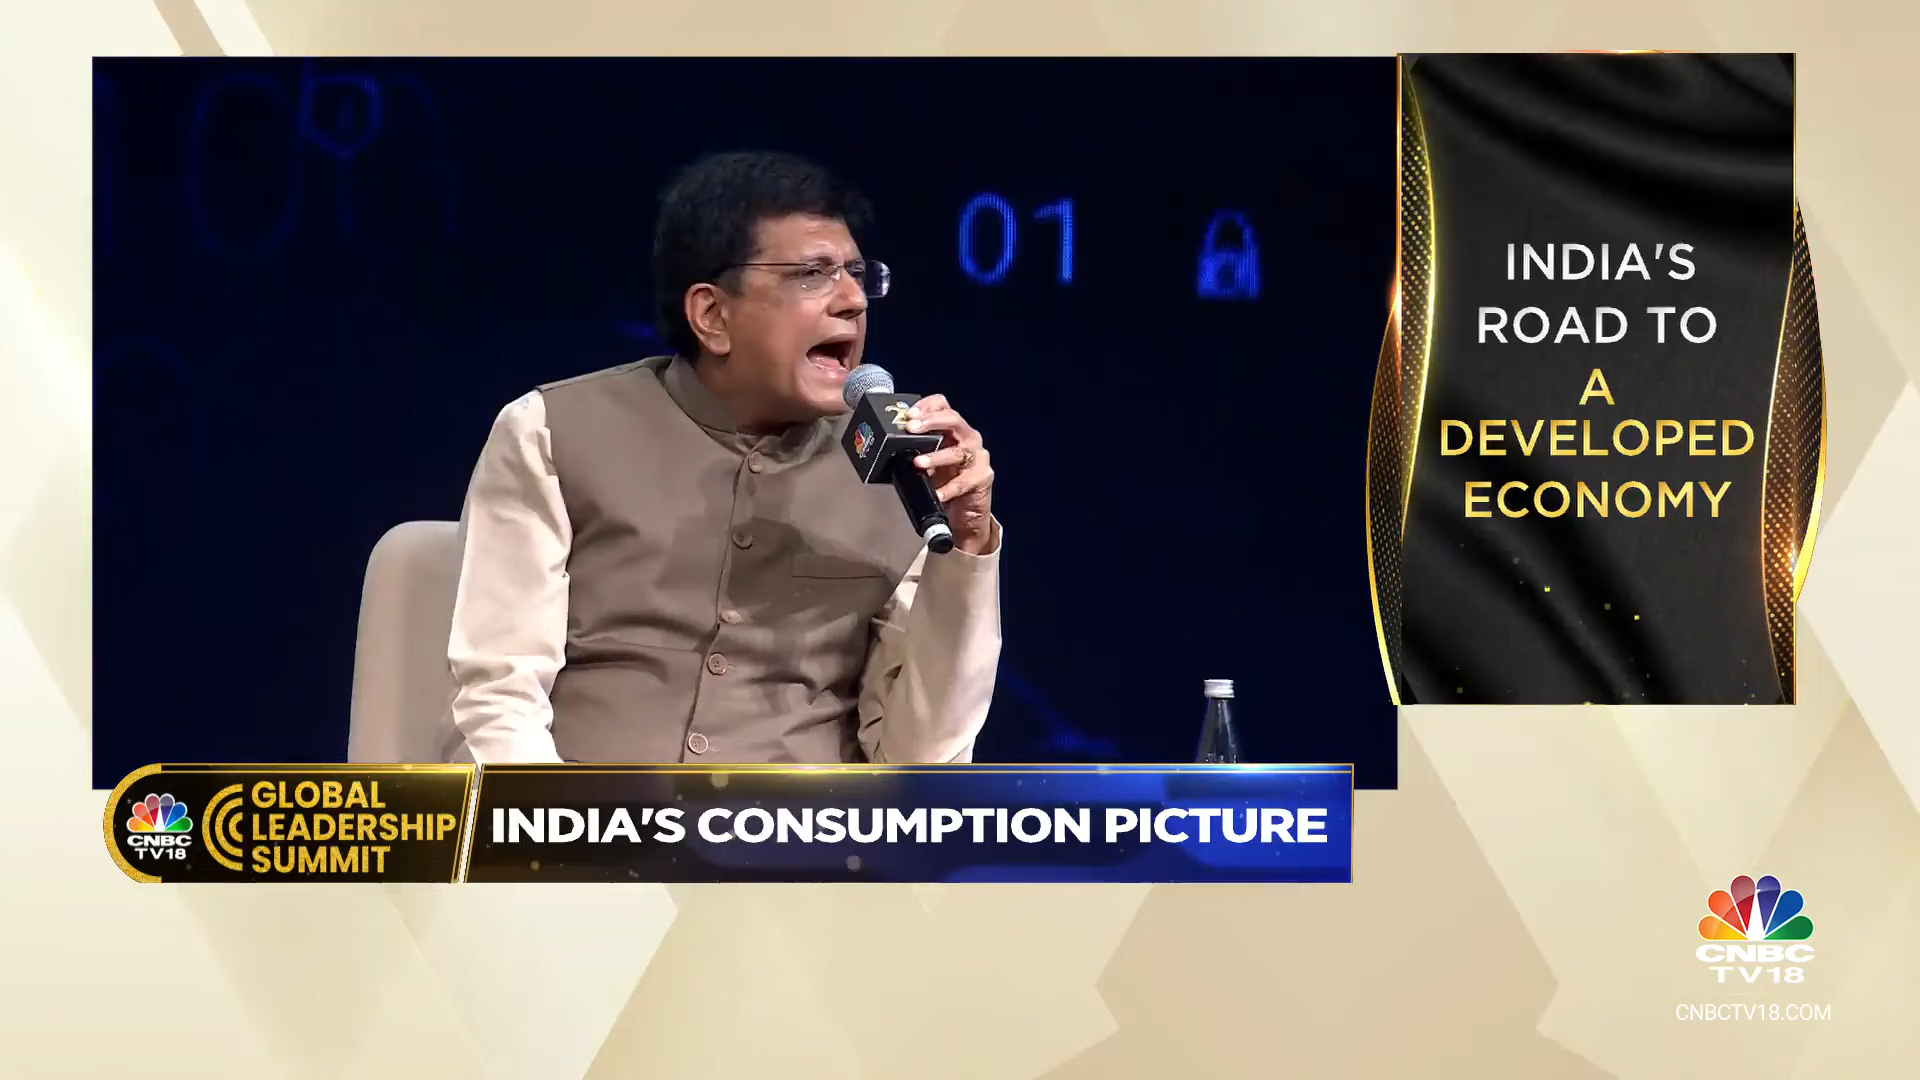 01
INDIA'S
ROAD TO
A
DEVELOPED
ECONOMY
CNBC
TV18
GLOBAL
LEADERSHIP
SUMMIT
INDIA'S CONSUMPTION PICTURE
CNBC
TV18
CNBCTV18.COM